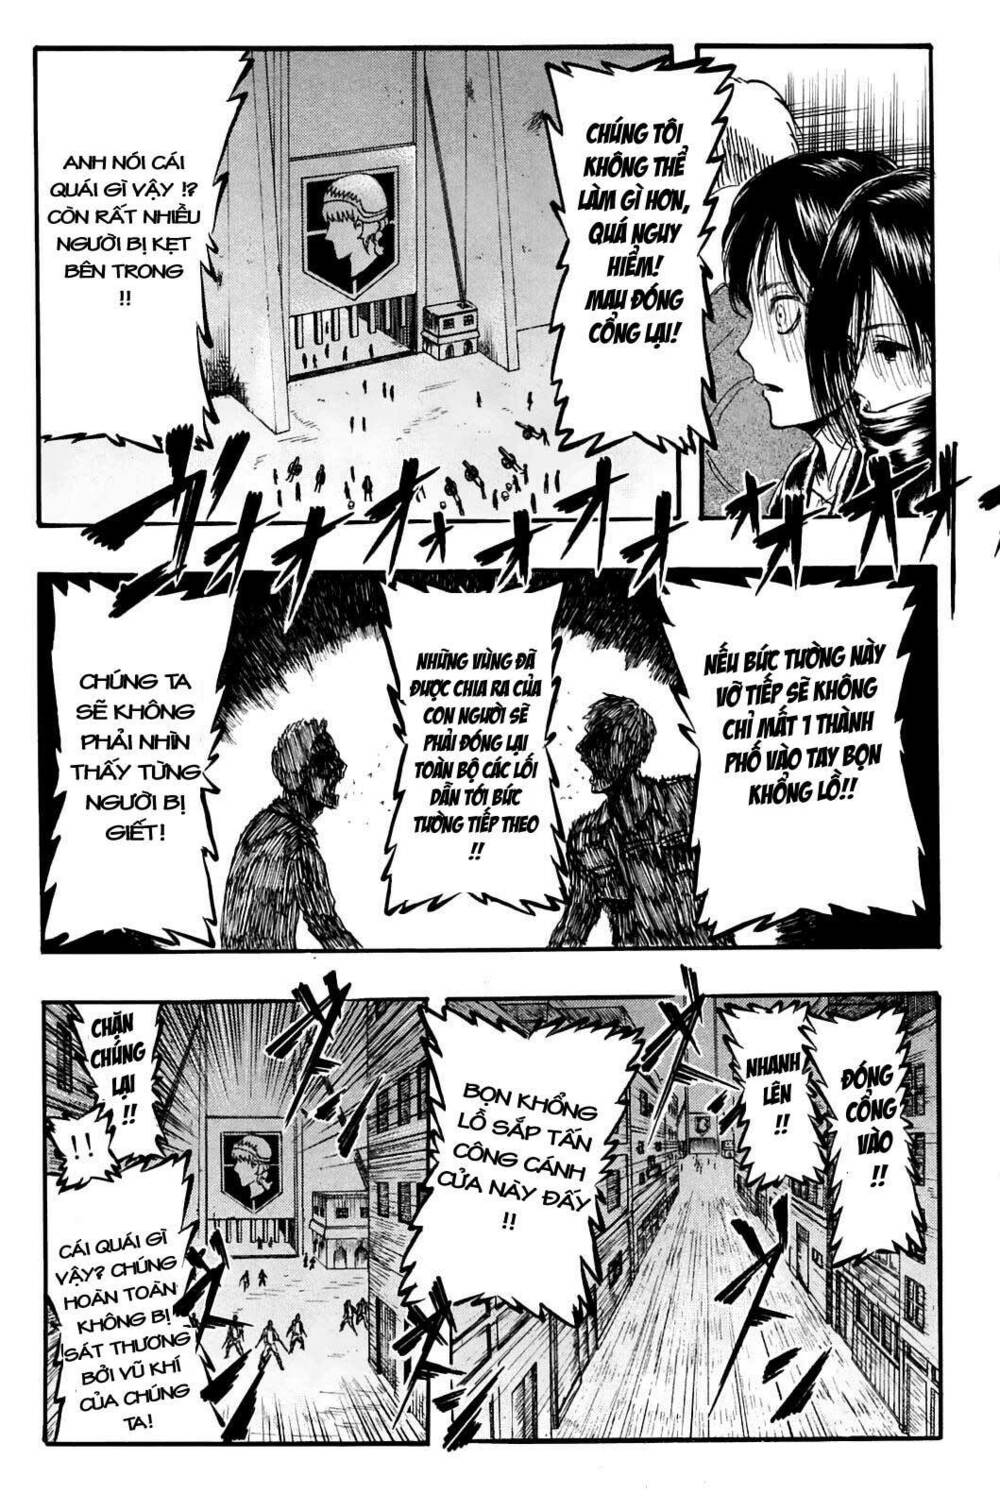 CHÚNG TÔI
KHÔNG THỂ
LÀM GÌ HƠN,
QUÁ NGUY
HIỂM!
MAU ĐÓNG
CỔNG LẠI!
ANH NÓI CÁI
QUÁI GÌ VẬY !?
CÒN RẤT NHIỀU
NGƯỜI BỊ KẸT
BÊN TRONG
!!
NẾU BỨC TƯỜNG NÀY
VỠ TIẾP SẼ KHÔNG
CHỈ MẤT 1 THÀNH
PHỐ VÀO TAY BỌN
KHỔNG LỒ!!
NHỮNG VÙNG ĐÃ
ĐƯỢC CHIA RA CỦA
CON NGƯỜI SẼ
PHẢI ĐÓNG LẠI
TOÀN BỘ CÁC LỐI
DẪN TỚI BỨC
TƯỜNG TIẾP THEO
!!
CHÚNG TA
SẼ KHÔNG
PHẢI NHÌN
THẤY TỪNG
NGƯỜI BỊ
GIẾT!
ĐÓNG
CỔNG
VÀO
!!
NHANH
LÊN
!!
BỌN KHỔNG
LỒ SẮP TẤN
CÔNG CÁNH
CỬA NÀY ĐẤY
!!
CHẶN
CHÚNG
LẠI
!!
!!
CÁI QUÁI GÌ
VẬY? CHÚNG
HOÀN TOÀN
KHÔNG BỊ
SÁT THƯƠNG
BỞI VŨ KHÍ
CỦA CHÚNG
TA!